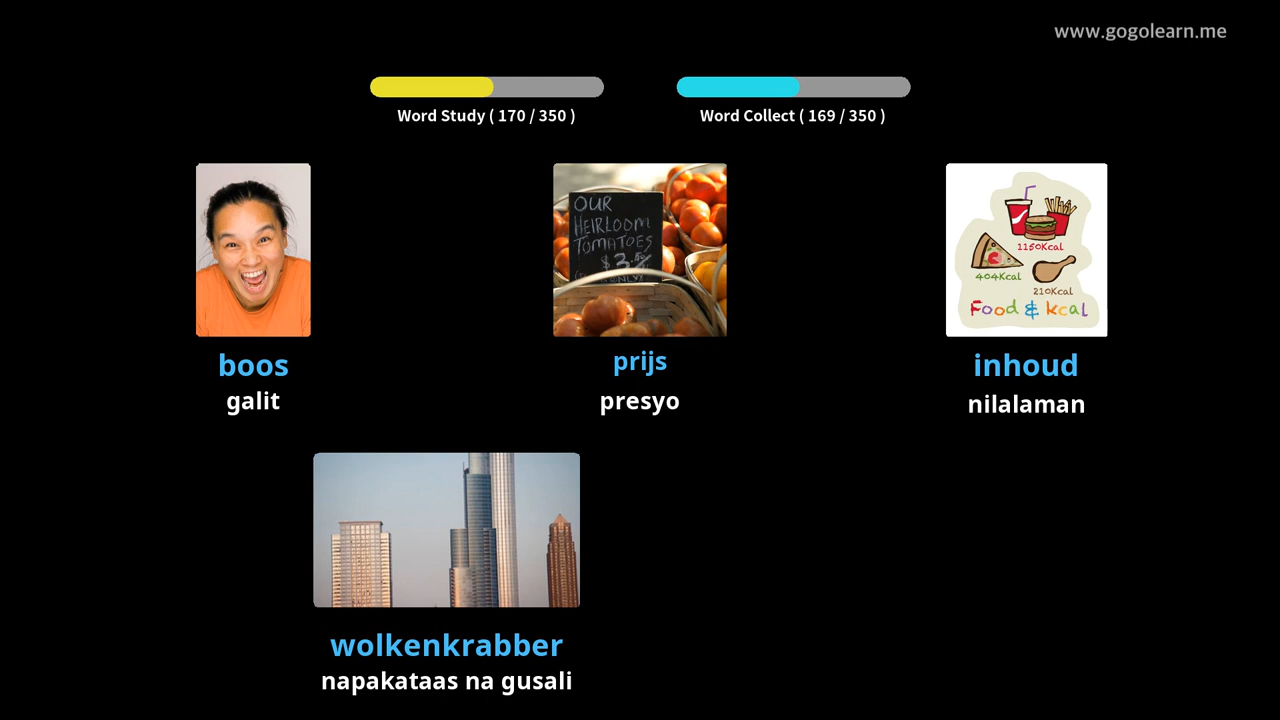 www.gogolearn.me
Word Study ( 170 / 350 )
Word Collect ( 169 / 350 )
OUR
HEIRLOOM
TOMATOES
1150Kcal
404Kcal
210Kcal
Food & kcal
boos
galit
prijs
presyo
inhoud
nilalaman
wolkenkrabber
napakataas na gusali